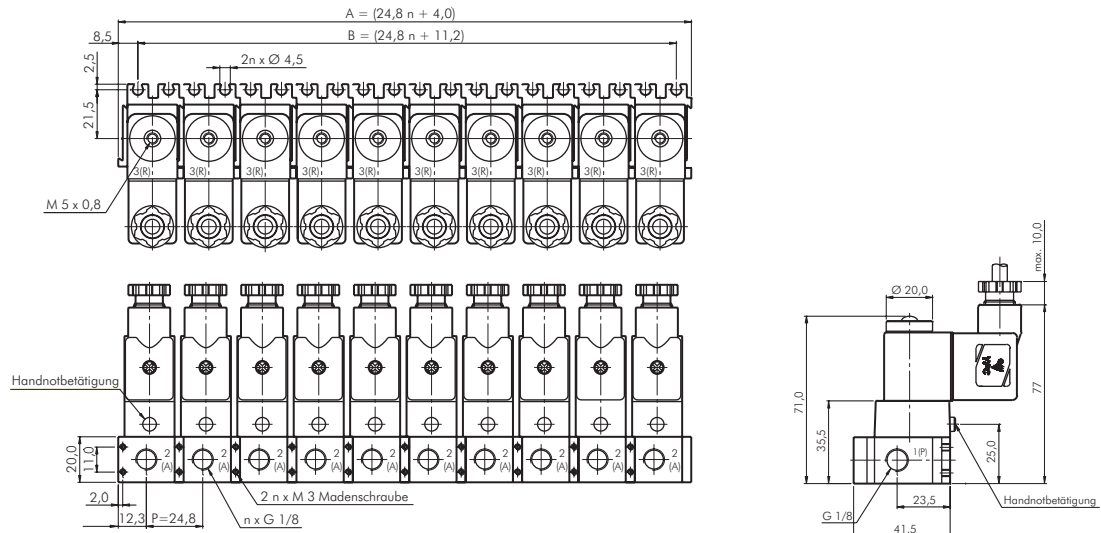 A = (24,8 n + 4,0)
B = (24,8 n + 11,2)
8,5
2n x Ø 4,5
2,5
21,5
3(R) 3(R) 3(R) 3(R) 3(R) 3(R) 3(R) 3(R) 3(R) 3(R)
M 5 x 0,8
Handnotbetätigung
20,0
11,0
2 2 2 2 2 2 2 2 2 2
(A) (A) (A) (A) (A) (A) (A) (A) (A) (A)
2,0
2 n x M 3 Madenschraube
12,3 P=24,8
n x G 1/8
max. 10,0
Ø 20,0
71,0
35,5
77
25,0
1(P)
23,5
Handnotbetätigung
G 1/8
41,5